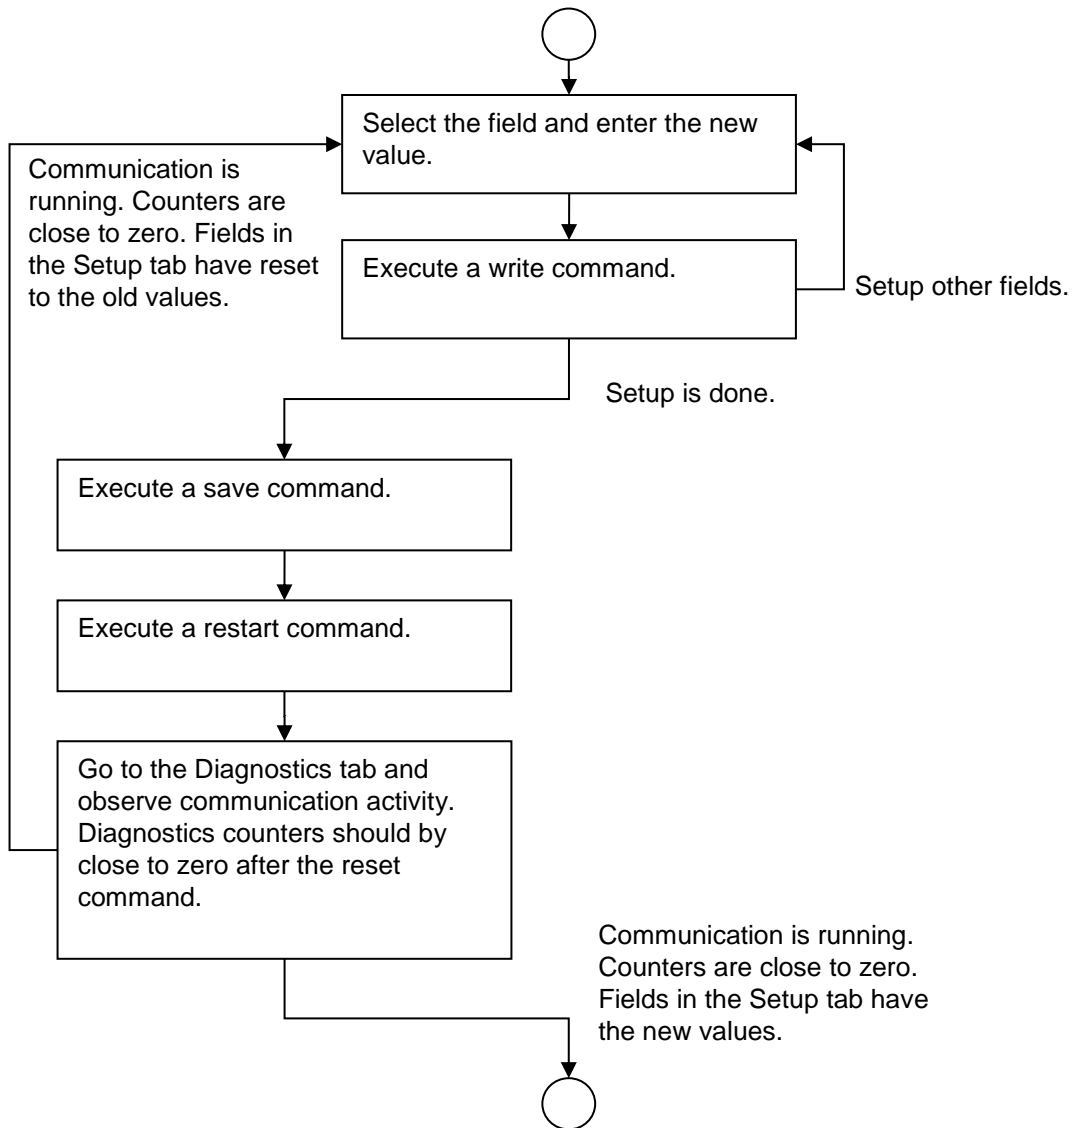 Select the field and enter the new
value.
Communication is
running. Counters are
close to zero. Fields in
the Setup tab have reset
to the old values.
Execute a write command.
Setup other fields.
Setup is done.
Execute a save command.
Execute a restart command.
Go to the Diagnostics tab and
observe communication activity.
Diagnostics counters should by
close to zero after the reset
command.
Communication is running.
Counters are close to zero.
Fields in the Setup tab have
the new values.